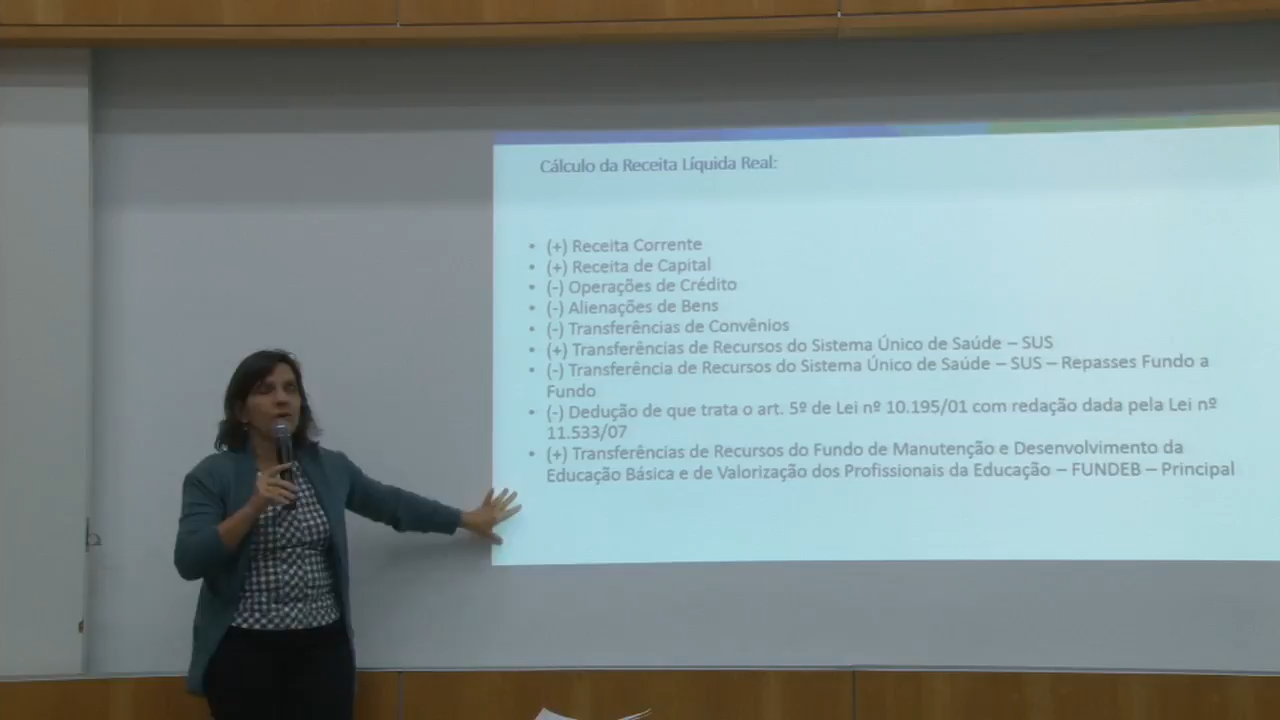 Cálculo da Receita Líquida Real:
• (+) Receita Corrente
• (+) Receita de Capital
• (-) Operações de Crédito
• (-) Alienações de Bens
• (-) Transferências de Convênios
• (+) Transferências de Recursos do Sistema Único de Saúde – SUS
• (-) Transferência de Recursos do Sistema Único de Saúde – SUS – Repasses Fundo a
Fundo
• (-) Dedução de que trata o art. 5º de Lei nº 10.195/01 com redação dada pela Lei nº
11.533/07
• (+) Transferências de Recursos do Fundo de Manutenção e Desenvolvimento da
Educação Básica e de Valorização dos Profissionais da Educação – FUNDEB – Principal